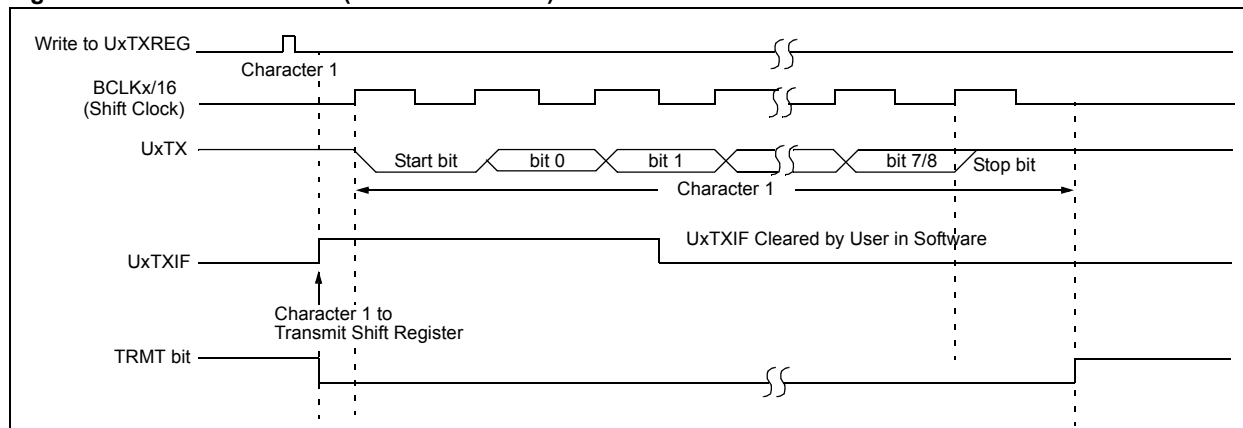 Write to UxTXREG
Character 1
BCLKx/16
(Shift Clock)
UxTX
Start bit
bit 0
bit 1
bit 7/8
Stop bit
Character 1
UxTXIF
UxTXIF Cleared by User in Software
Character 1 to
Transmit Shift Register
TRMT bit